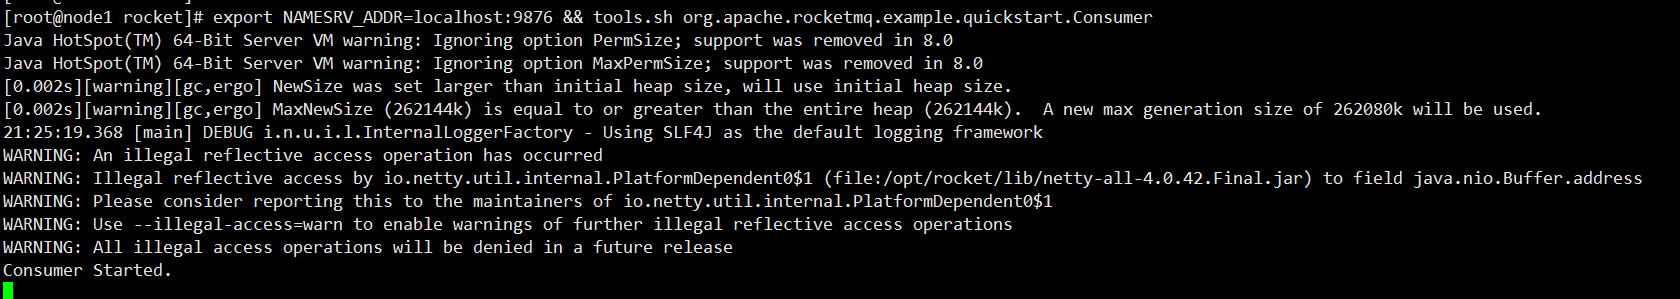 [root@node1 rocket]# export NAMESRV_ADDR=localhost:9876 && tools.sh org.apache.rocketmq.example.quickstart.Consumer
Java HotSpot(TM) 64-Bit Server VM warning: Ignoring option PermSize; support was removed in 8.0
Java HotSpot(TM) 64-Bit Server VM warning: Ignoring option MaxPermSize; support was removed in 8.0
[0.002s][warning][gc,ergo] NewSize was set larger than initial heap size, will use initial heap size.
[0.002s][warning][gc,ergo] MaxNewSize (262144k) is equal to or greater than the entire heap (262144k).  A new max generation size of 262080k will be used.
21:25:19.368 [main] DEBUG i.n.u.i.l.InternalLoggerFactory - Using SLF4J as the default logging framework
WARNING: An illegal reflective access operation has occurred
WARNING: Illegal reflective access by io.netty.util.internal.PlatformDependent0$1 (file:/opt/rocket/lib/netty-all-4.0.42.Final.jar) to field java.nio.Buffer.address
WARNING: Please consider reporting this to the maintainers of io.netty.util.internal.PlatformDependent0$1
WARNING: Use --illegal-access=warn to enable warnings of further illegal reflective access operations
WARNING: All illegal access operations will be denied in a future release
Consumer Started.